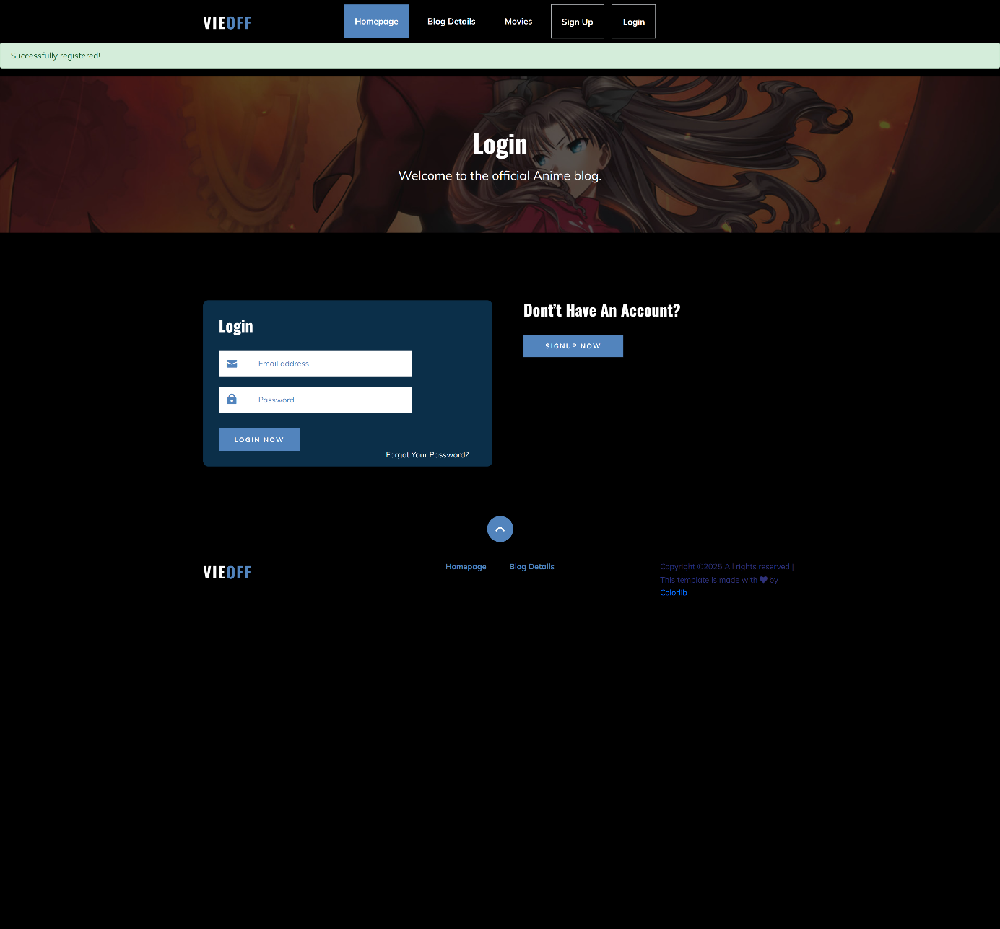 VIEOFF
Homepage
Blog Details
Movies
Sign Up
Login
Successfully registered!
Login
Welcome to the official Anime blog.
Login
Email address
Password
LOGIN NOW
Forgot Your Password?
Dont’t Have An Account?
SIGNUP NOW
VIEOFF
Homepage
Blog Details
Copyright ©2025 All rights reserved |
This template is made with ♥ by
Colorlib